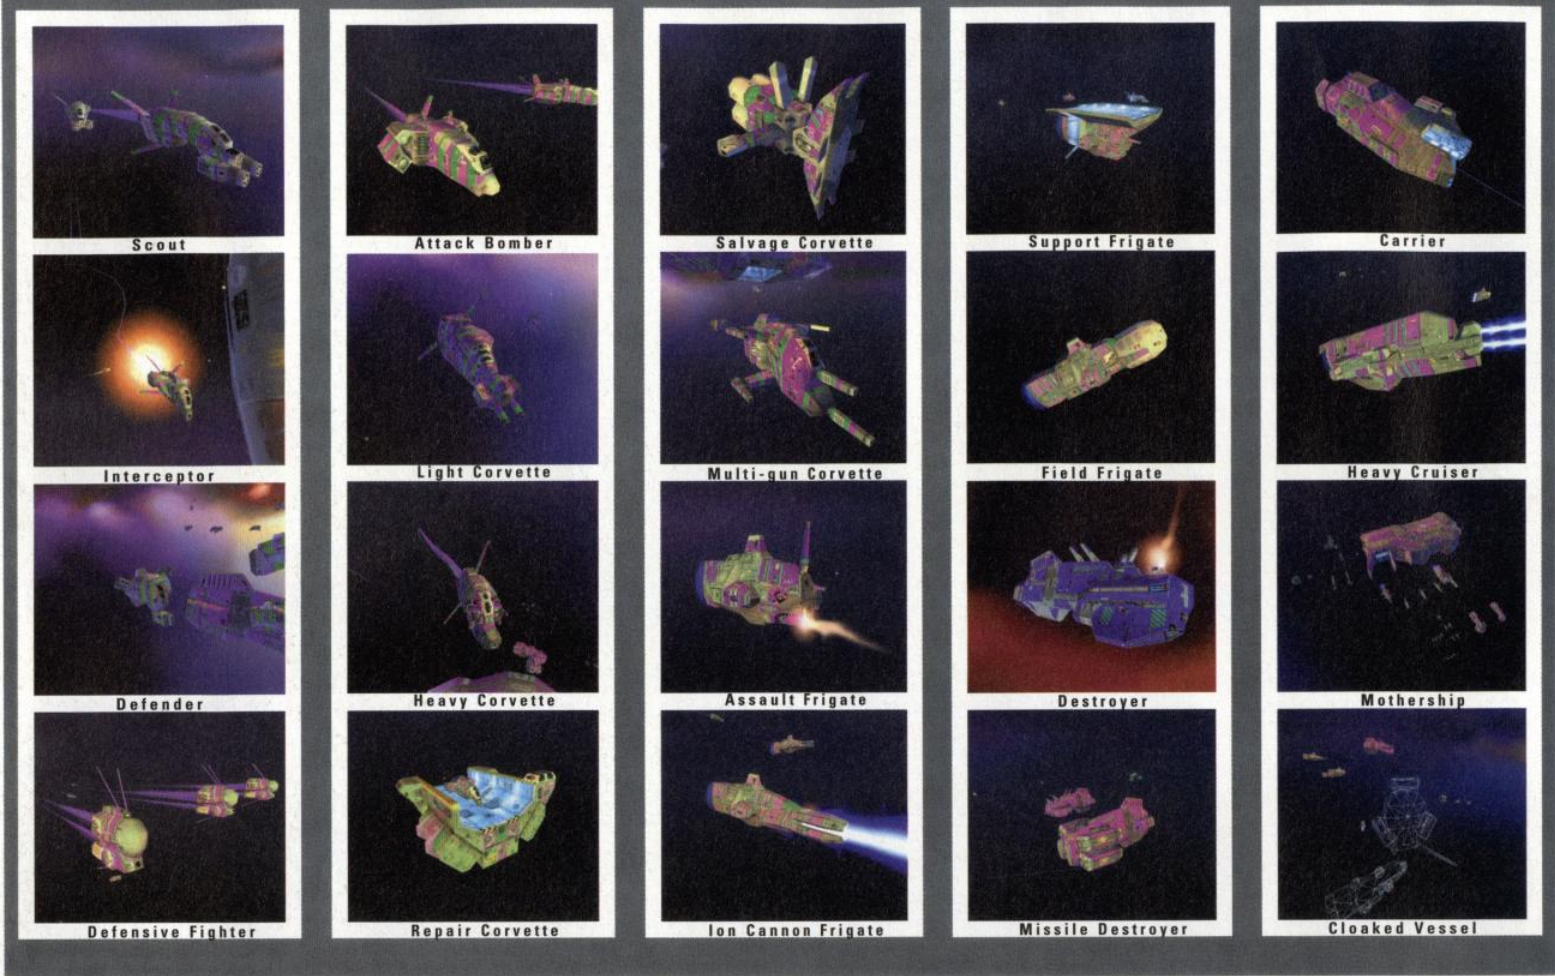 Scout
Attack Bomber
Salvage Corvette
Support Frigate
Carrier
Interceptor
Light Corvette
Multi-gun Corvette
Field Frigate
Heavy Cruiser
Defender
Heavy Corvette
Assault Frigate
Destroyer
Mothership
Defensive Fighter
Repair Corvette
Ion Cannon Frigate
Missile Destroyer
Cloaked Vessel